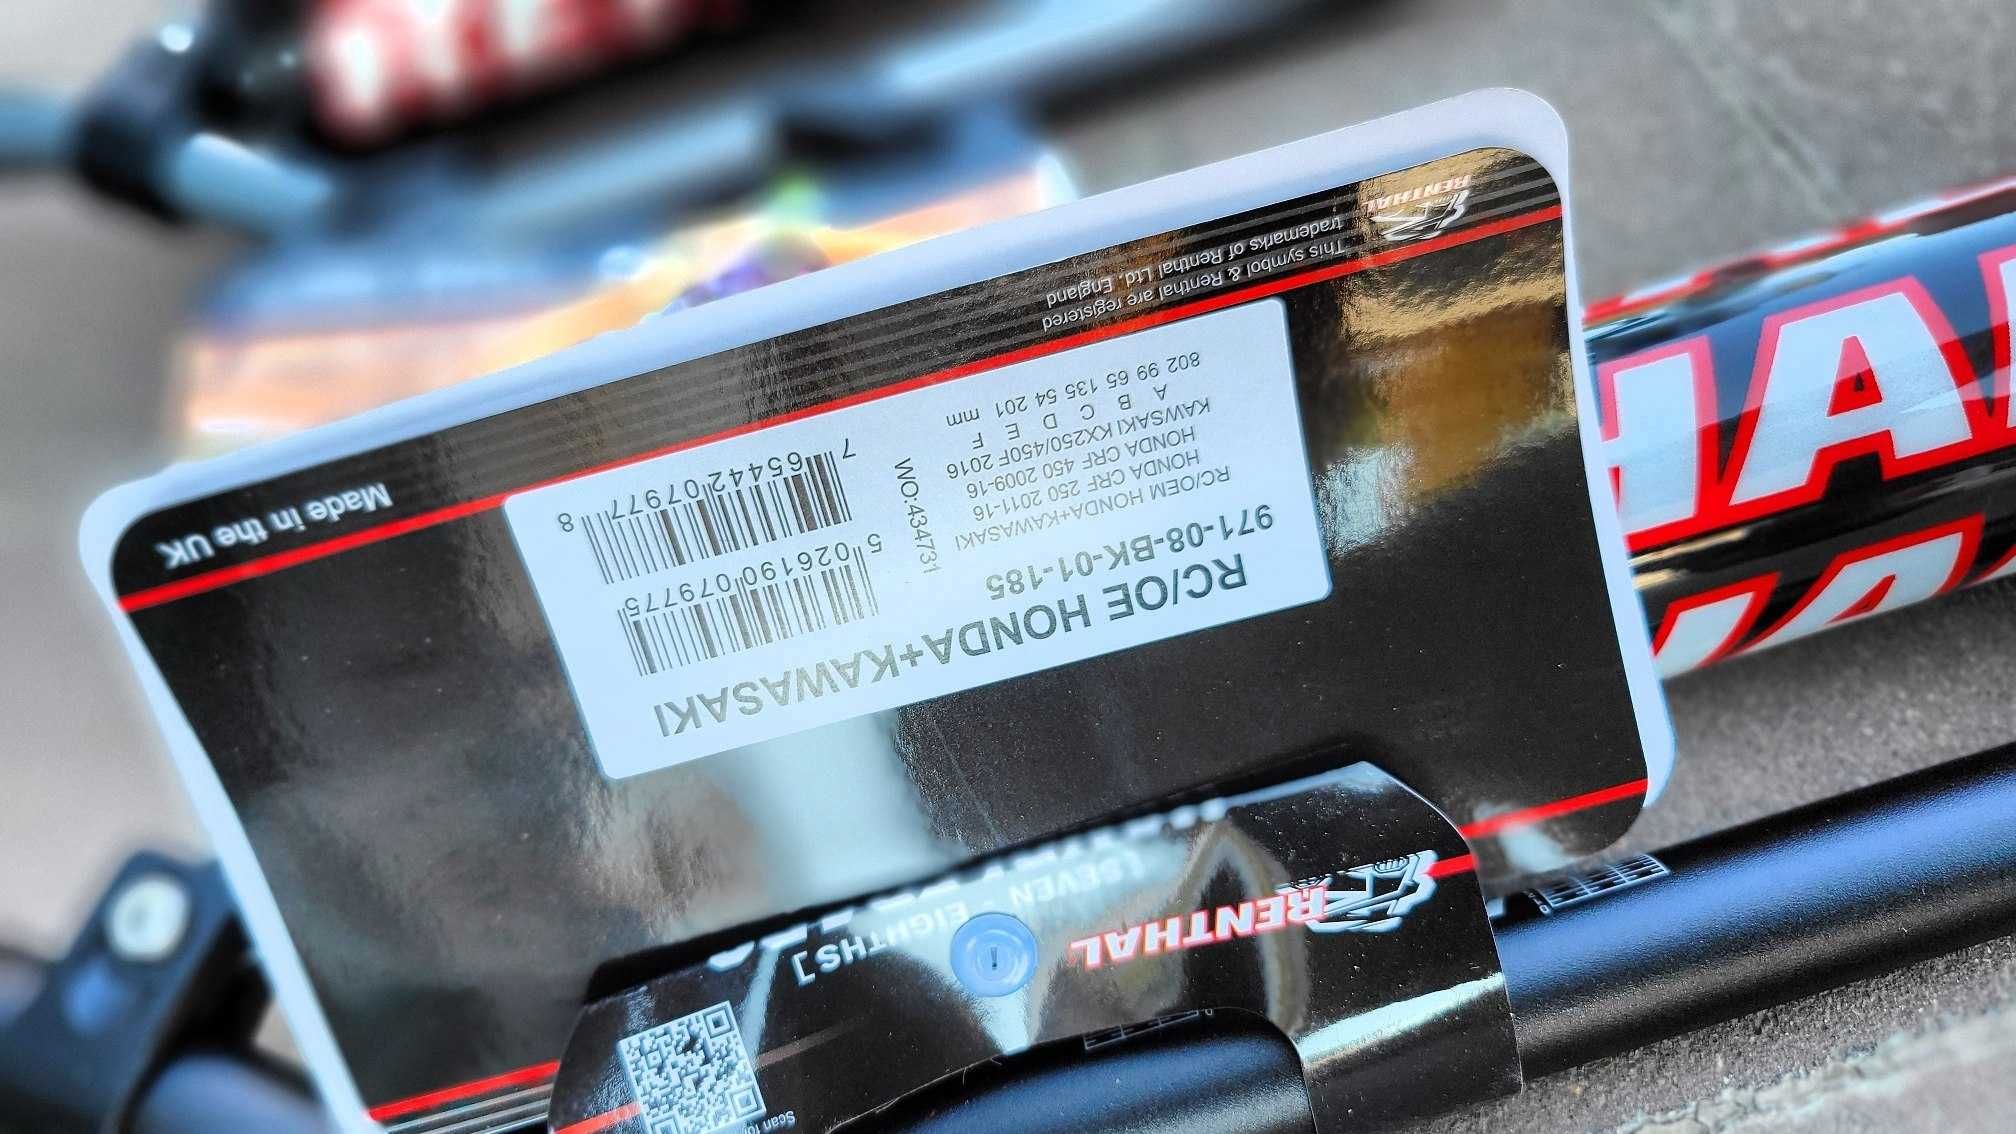 RC/OE HONDA+KAWASAKI
971-08-BK-01-185
RC/OEM HONDA+KAWASAKI
HONDA CRF 250 2011-16
HONDA CRF 450 2009-16
KAWSAKI KX250/450F 2016
A B C D E F
802 99 65 135 54 201 mm
WO:434731
5 026190 079775
7 65442 07977 8
Made in the UK
This symbol & Renthal are registered
trademarks of Renthal Ltd. England
RENTHAL
RENTHAL
[SEVEN - EIGHTHS]
Scan
HA